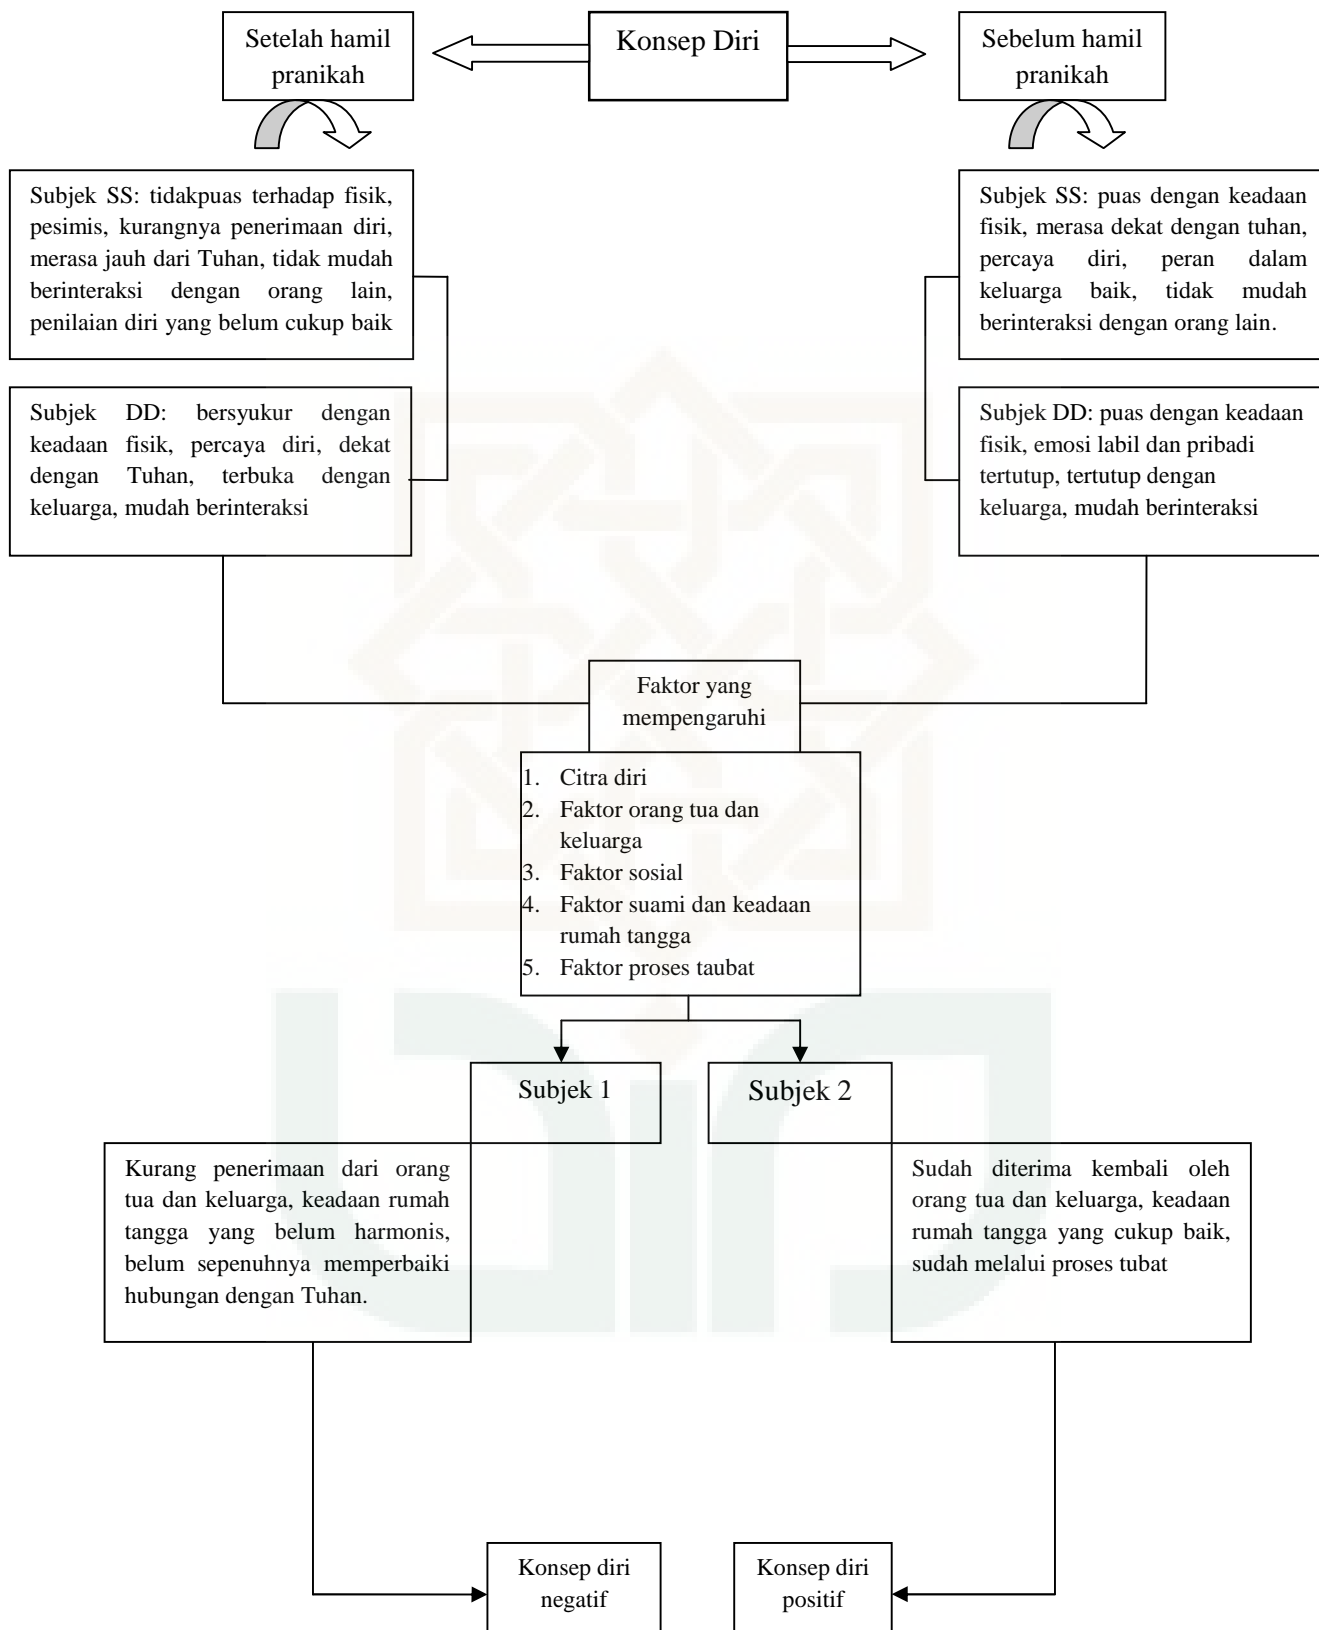 Setelah hamil
pranikah
Konsep Diri
Sebelum hamil
pranikah
Subjek SS: tidakpuas terhadap fisik,
pesimis, kurangnya penerimaan diri,
merasa jauh dari Tuhan, tidak mudah
berinteraksi dengan orang lain,
penilaian diri yang belum cukup baik
Subjek SS: puas dengan keadaan
fisik, merasa dekat dengan tuhan,
percaya diri, peran dalam
keluarga baik, tidak mudah
berinteraksi dengan orang lain.
Subjek DD: bersyukur dengan
keadaan fisik, percaya diri, dekat
dengan Tuhan, terbuka dengan
keluarga, mudah berinteraksi
Subjek DD: puas dengan keadaan
fisik, emosi labil dan pribadi
tertutup, tertutup dengan
keluarga, mudah berinteraksi
Faktor yang
mempengaruhi
1. Citra diri
2. Faktor orang tua dan
keluarga
3. Faktor sosial
4. Faktor suami dan keadaan
rumah tangga
5. Faktor proses taubat
Subjek 1
Subjek 2
Kurang penerimaan dari orang
tua dan keluarga, keadaan rumah
tangga yang belum harmonis,
belum sepenuhnya memperbaiki
hubungan dengan Tuhan.
Sudah diterima kembali oleh
orang tua dan keluarga, keadaan
rumah tangga yang cukup baik,
sudah melalui proses tubat
Konsep diri
negatif
Konsep diri
positif